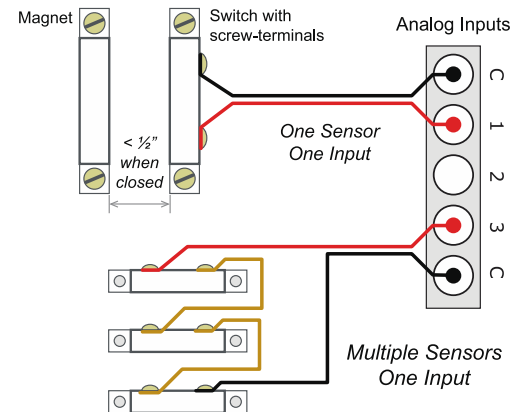 Magnet
Switch with
screw-terminals
Analog Inputs
C
1
2
3
C
One Sensor
One Input
< ½"
when
closed
Multiple Sensors
One Input